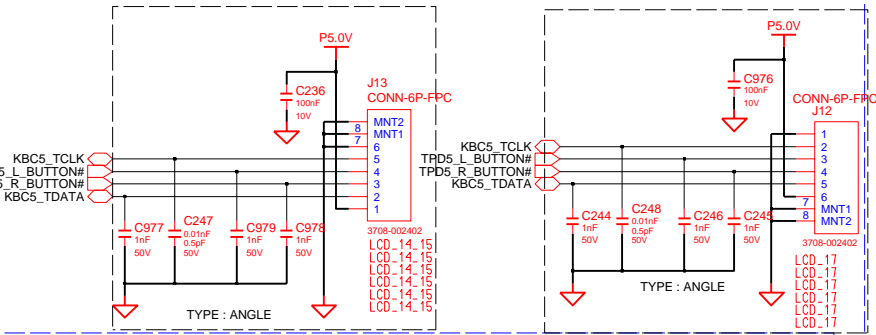 P5.0V
C236
100nF
10V
J13
CONN-6P-FPC
MNT2
8
MNT1
7
6
5
4
3
2
1
KBC5_TCLK
5_L_BUTTON#
5_R_BUTTON#
KBC5_TDATA
C977
1nF
50V
C247
0.01nF
0.5pF
50V
C979
1nF
50V
C978
1nF
50V
3708-002402
LCD_14_15
LCD_14_15
LCD_14_15
LCD_14_15
LCD_14_15
LCD_14_15
TYPE : ANGLE
P5.0V
C976
100nF
10V
CONN-6P-FPC
J12
1
2
3
4
5
6
7
MNT1
8
MNT2
KBC5_TCLK
TPD5_L_BUTTON#
TPD5_R_BUTTON#
KBC5_TDATA
C244
1nF
50V
C248
0.01nF
0.5pF
50V
C246
1nF
50V
C245
1nF
50V
3708-002402
LCD_17
LCD_17
LCD_17
LCD_17
LCD_17
LCD_17
TYPE : ANGLE